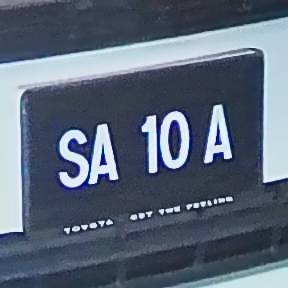 SA 10 A
TOYOTA GET THE FEELING